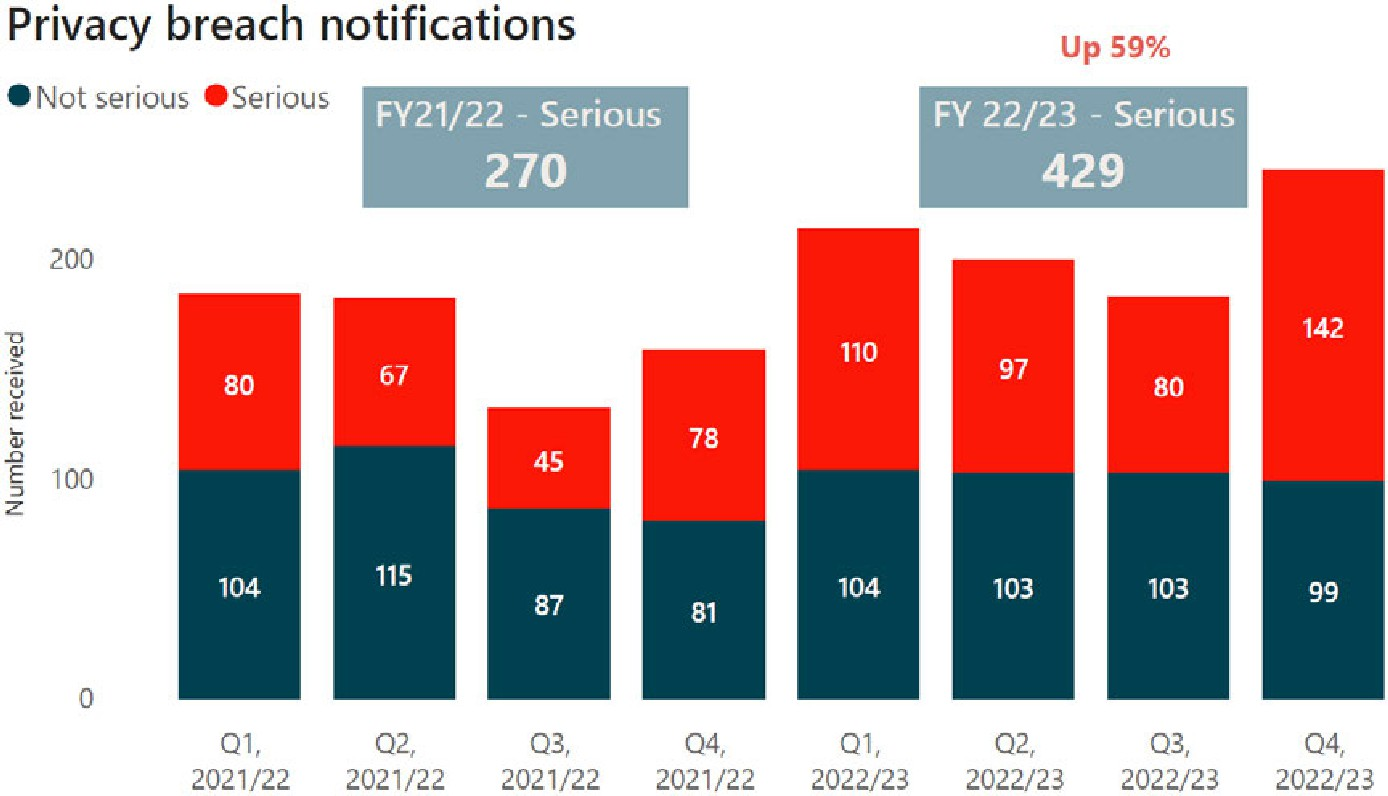 Privacy breach notifications
Up 59%
Not serious Serious
FY21/22 - Serious
270
FY 22/23 - Serious
429
Number received
200
100
0
80
67
45
78
110
97
80
142
104
115
87
81
104
103
103
99
Q1,
2021/22
Q2,
2021/22
Q3,
2021/22
Q4,
2021/22
Q1,
2022/23
Q2,
2022/23
Q3,
2022/23
Q4,
2022/23